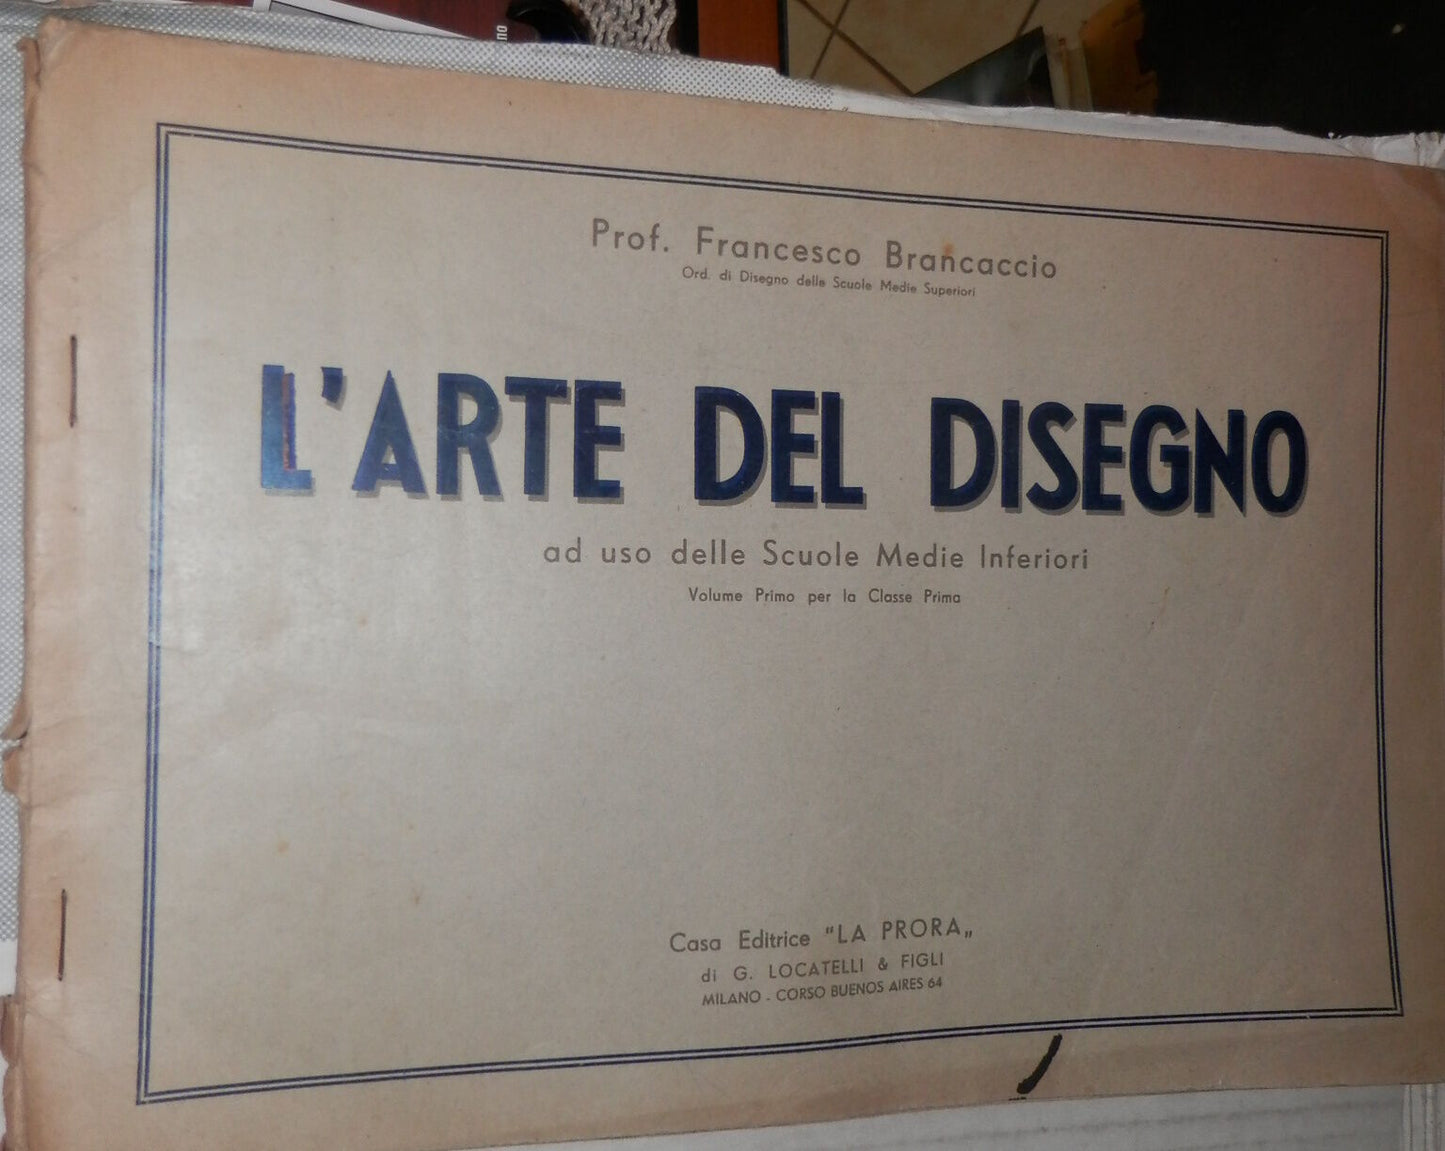 no
Prof. Francesco Brancaccio
Ord. di Disegno delle Scuole Medie Superiori
L'ARTE DEL DISEGNO
ad uso delle Scuole Medie Inferiori
Volume Primo per la Classe Prima
Casa Editrice "LA PRORA„
di G. LOCATELLI & FIGLI
MILANO - CORSO BUENOS AIRES 64